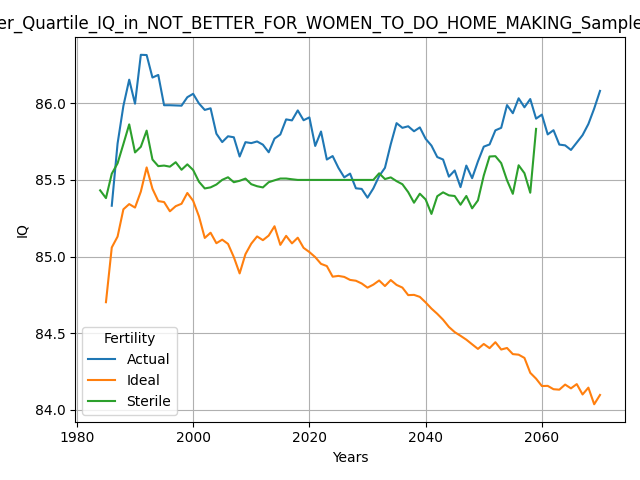 er_Quartile_IQ_in_NOT_BETTER_FOR_WOMEN_TO_DO_HOME_MAKING_Sample
86.0
85.5
85.0
84.5
84.0
IQ
Fertility
Actual
Ideal
Sterile
1980
2000
2020
2040
2060
Years